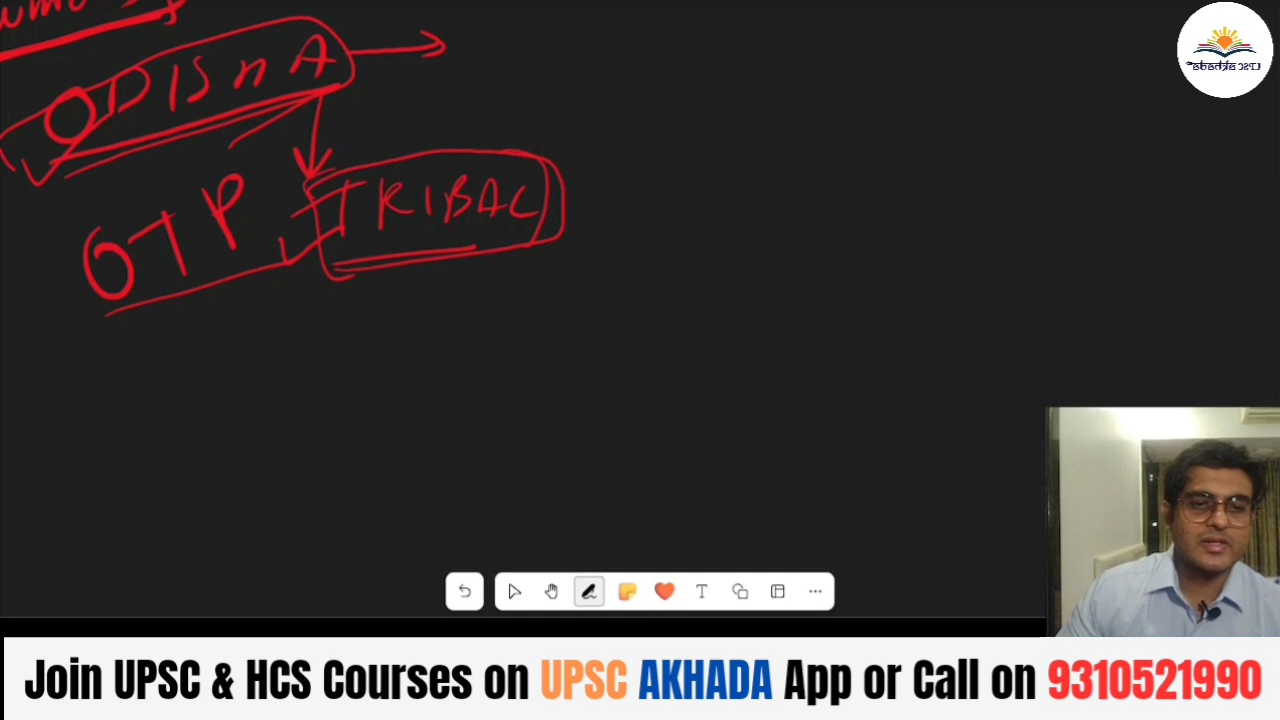 ODISHA
OTP
TRIBAL
Join UPSC & HCS Courses on UPSC AKHADA App or Call on 9310521990